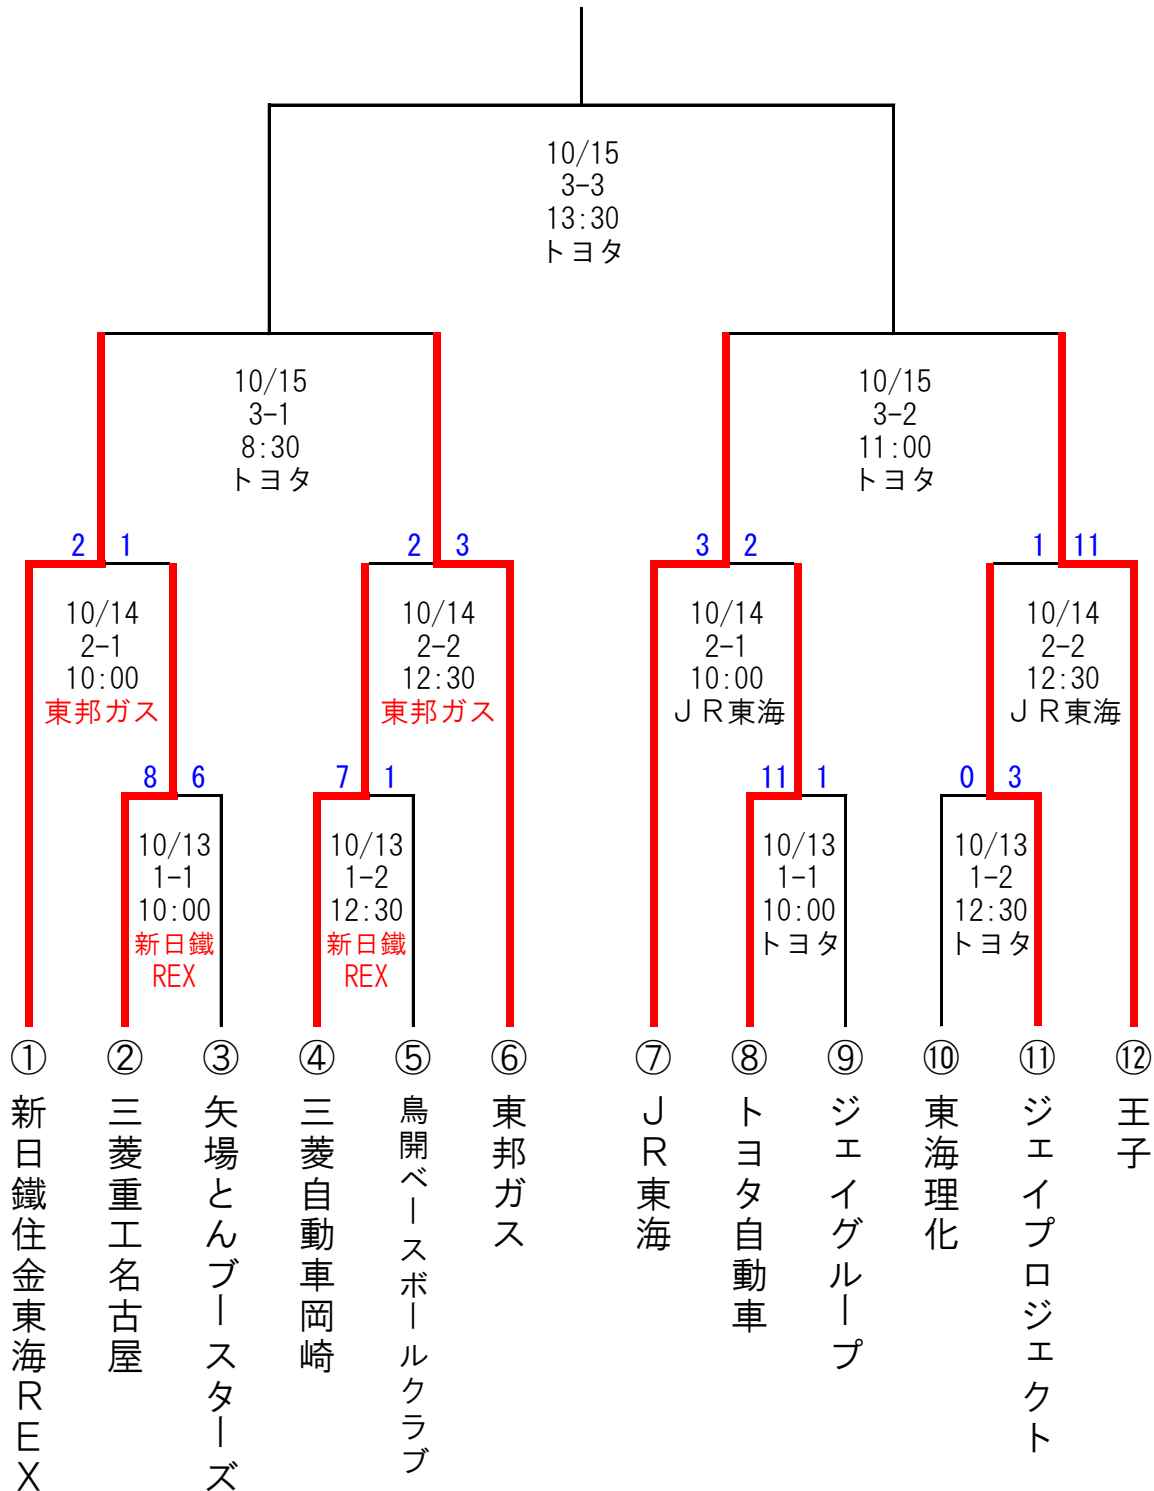 10/15
3-3
13:30
トヨタ
10/15
3-1
8:30
トヨタ
10/15
3-2
11:00
トヨタ
2 1
2 3
3 2
1 11
10/14
2-1
10:00
東邦ガス
10/14
2-2
12:30
東邦ガス
10/14
2-1
10:00
JR東海
10/14
2-2
12:30
JR東海
8 6
7 1
11 1
0 3
10/13
1-1
10:00
新日鐵
REX
10/13
1-2
12:30
新日鐵
REX
10/13
1-1
10:00
トヨタ
10/13
1-2
12:30
トヨタ
①新日鐵住金東海REX
②三菱重工名古屋
③矢場とんブースターズ
④三菱自動車岡崎
⑤鳥開ベースボールクラブ
⑥東邦ガス
⑦JR東海
⑧トヨタ自動車
⑨ジェイグループ
⑩東海理化
⑪ジェイプロジェクト
⑫王子